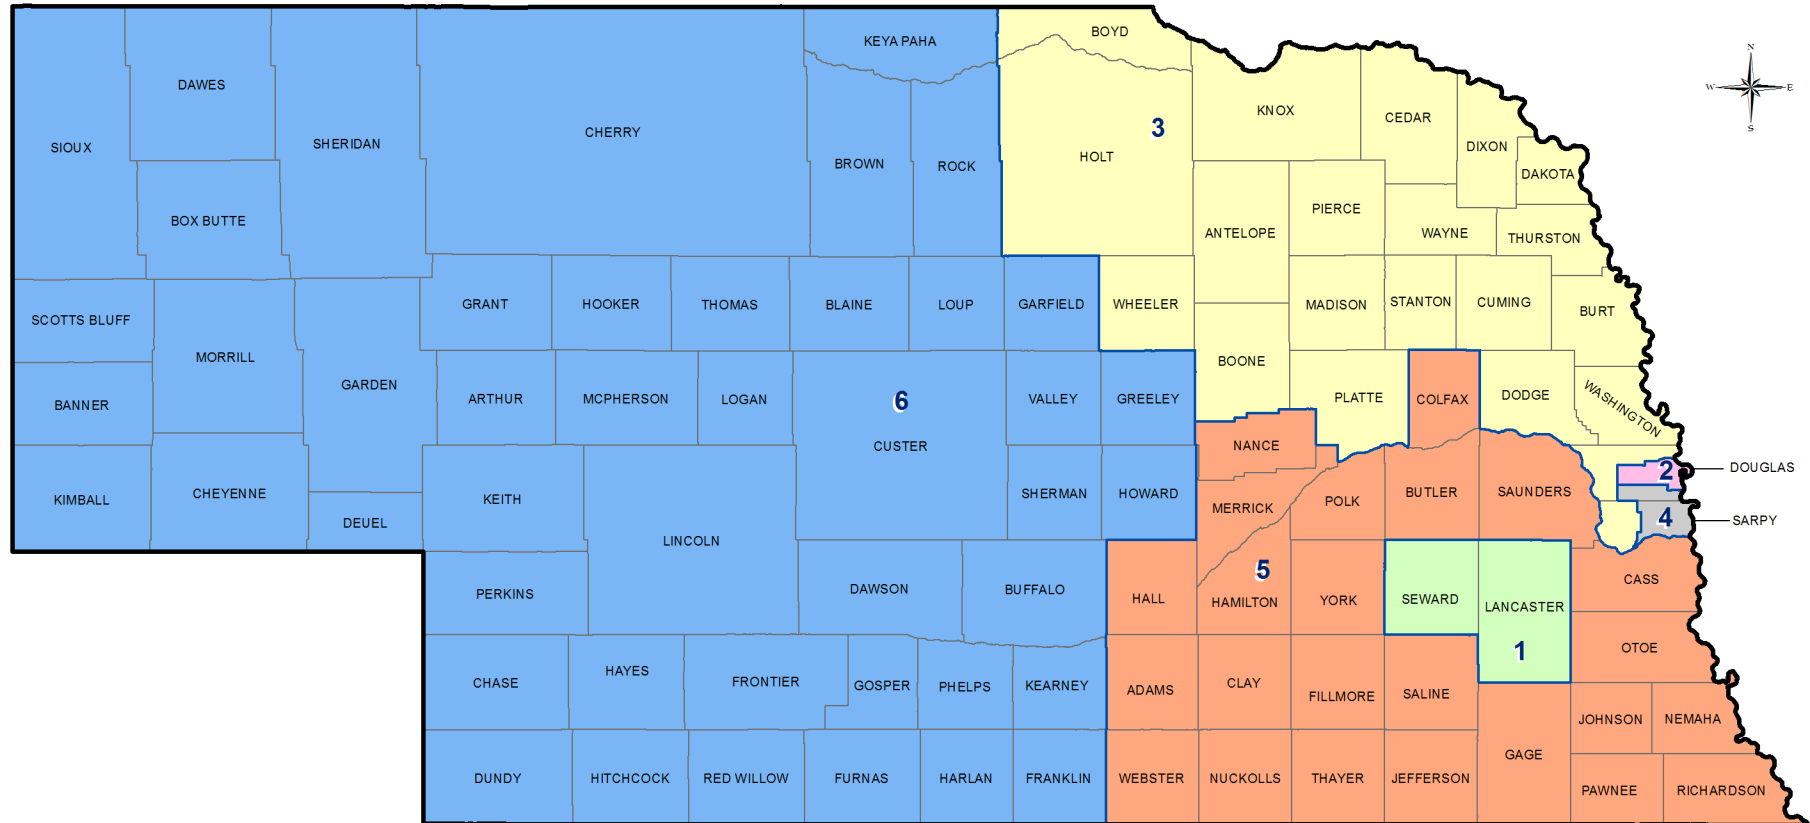 N
W E
S
KEYA PAHA
BOYD
DAWES
SIOUX
SHERIDAN
CHERRY
BROWN
ROCK
HOLT
3
KNOX
CEDAR
DIXON
DAKOTA
BOX BUTTE
ANTELOPE
PIERCE
WAYNE
THURSTON
SCOTTS BLUFF
MORRILL
GRANT
HOOKER
THOMAS
BLAINE
LOUP
GARFIELD
WHEELER
MADISON
STANTON
CUMING
BURT
BANNER
GARDEN
ARTHUR
MCPHERSON
LOGAN
6
CUSTER
VALLEY
GREELEY
BOONE
PLATTE
COLFAX
DODGE
WASHINGTON
NANCE
2
DOUGLAS
KIMBALL
CHEYENNE
DEUEL
KEITH
LINCOLN
SHERMAN
HOWARD
MERRICK
POLK
BUTLER
SAUNDERS
4
SARPY
PERKINS
DAWSON
BUFFALO
HALL
5
HAMILTON
YORK
SEWARD
LANCASTER
1
CASS
OTOE
CHASE
HAYES
FRONTIER
GOSPER
PHELPS
KEARNEY
ADAMS
CLAY
FILLMORE
SALINE
JOHNSON
NEMAHA
DUNDY
HITCHCOCK
RED WILLOW
FURNAS
HARLAN
FRANKLIN
WEBSTER
NUCKOLLS
THAYER
JEFFERSON
GAGE
PAWNEE
RICHARDSON